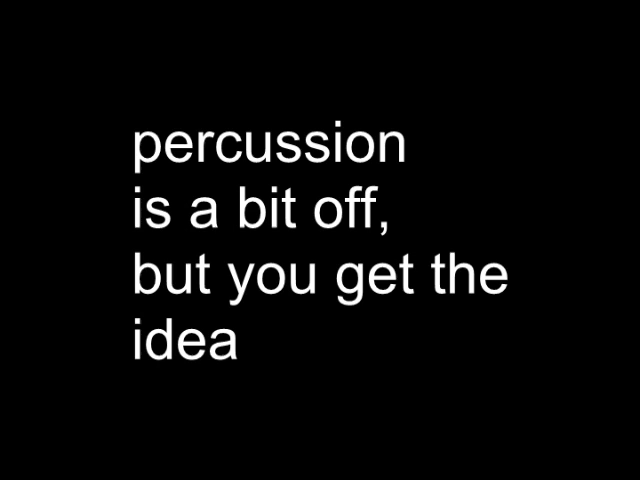 percussion
is a bit off,
but you get the
idea